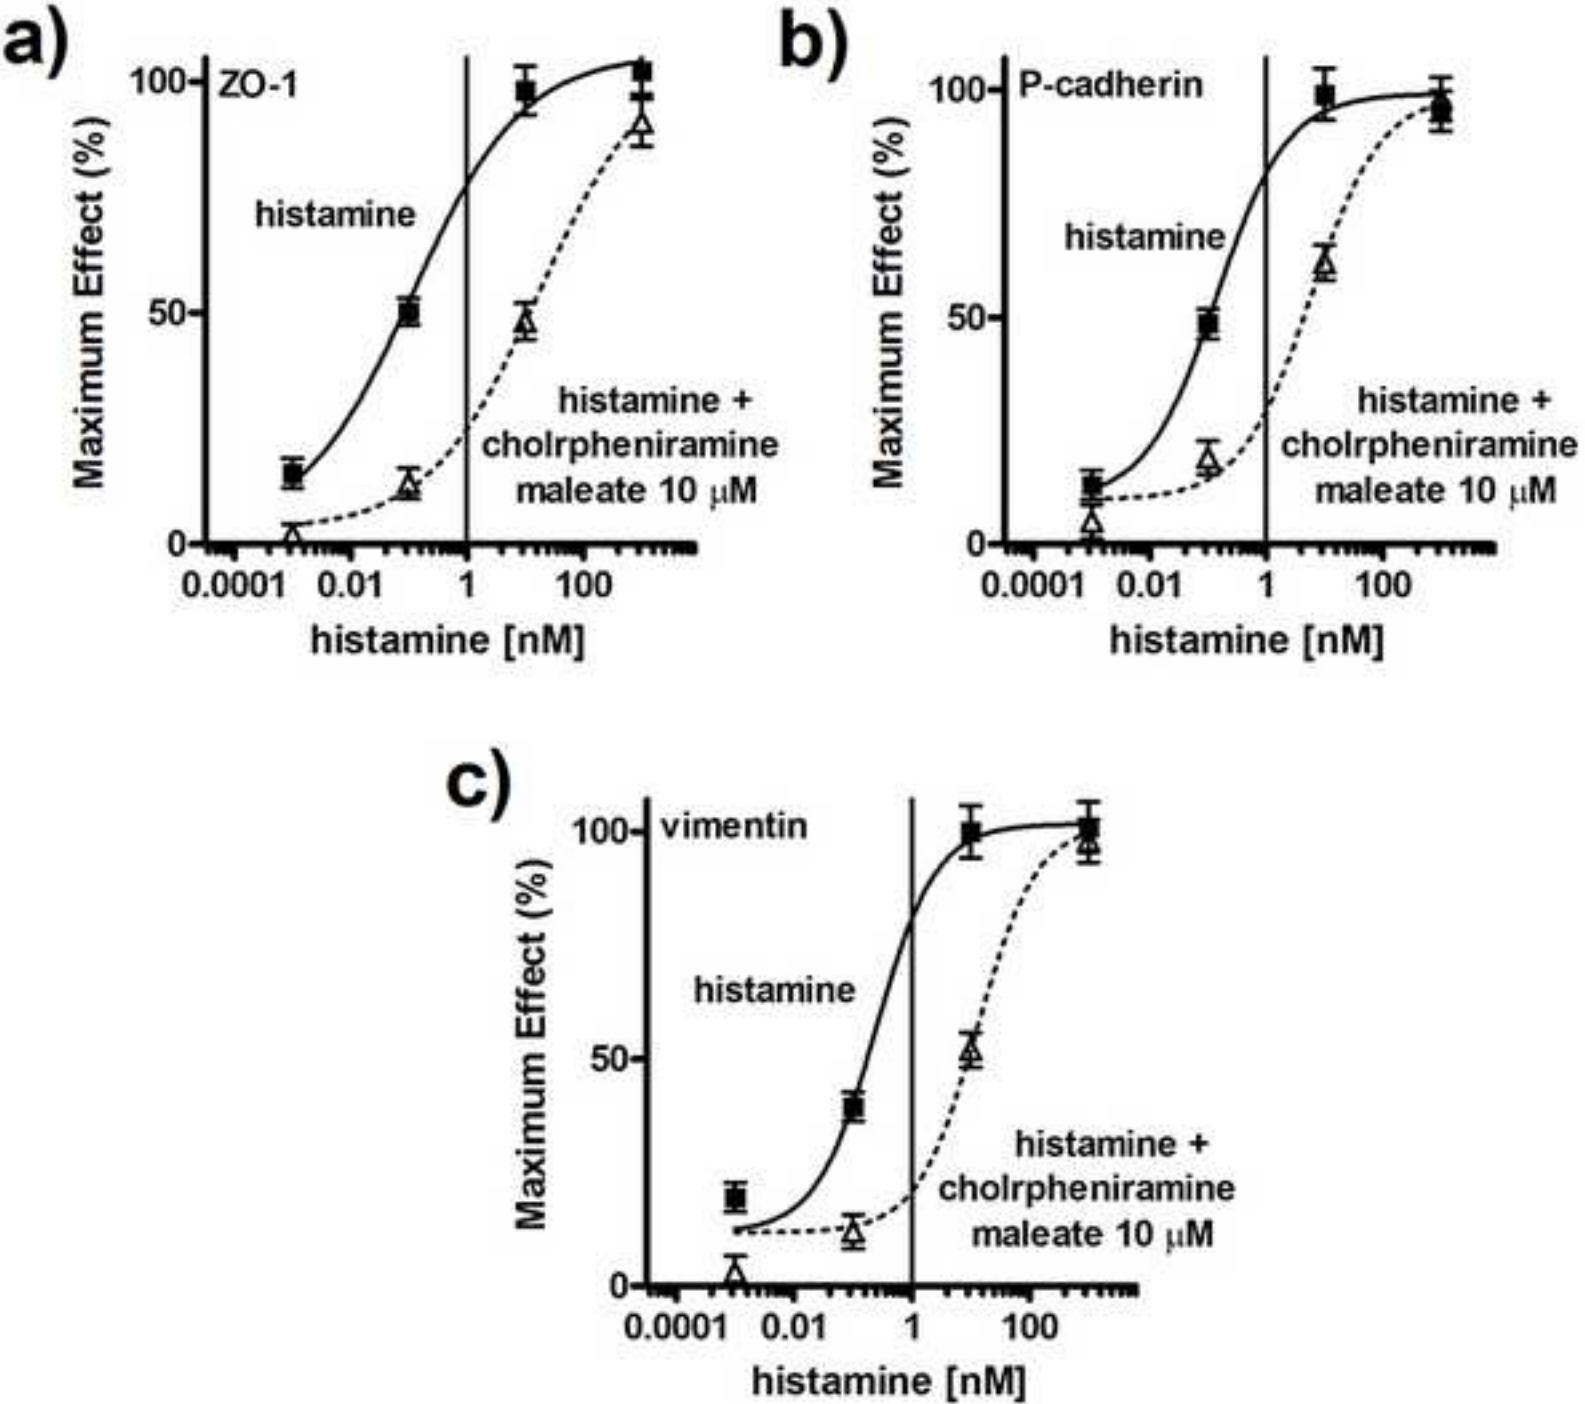 a)
ZO-1
Maximum Effect (%)
100
50
0
histamine
histamine +
cholrpheniramine
maleate 10 μM
0.0001 0.01 1 100
histamine [nM]
b)
P-cadherin
Maximum Effect (%)
100
50
0
histamine
histamine +
cholrpheniramine
maleate 10 μM
0.0001 0.01 1 100
histamine [nM]
c)
vimentin
Maximum Effect (%)
100
50
0
histamine
histamine +
cholrpheniramine
maleate 10 μM
0.0001 0.01 1 100
histamine [nM]